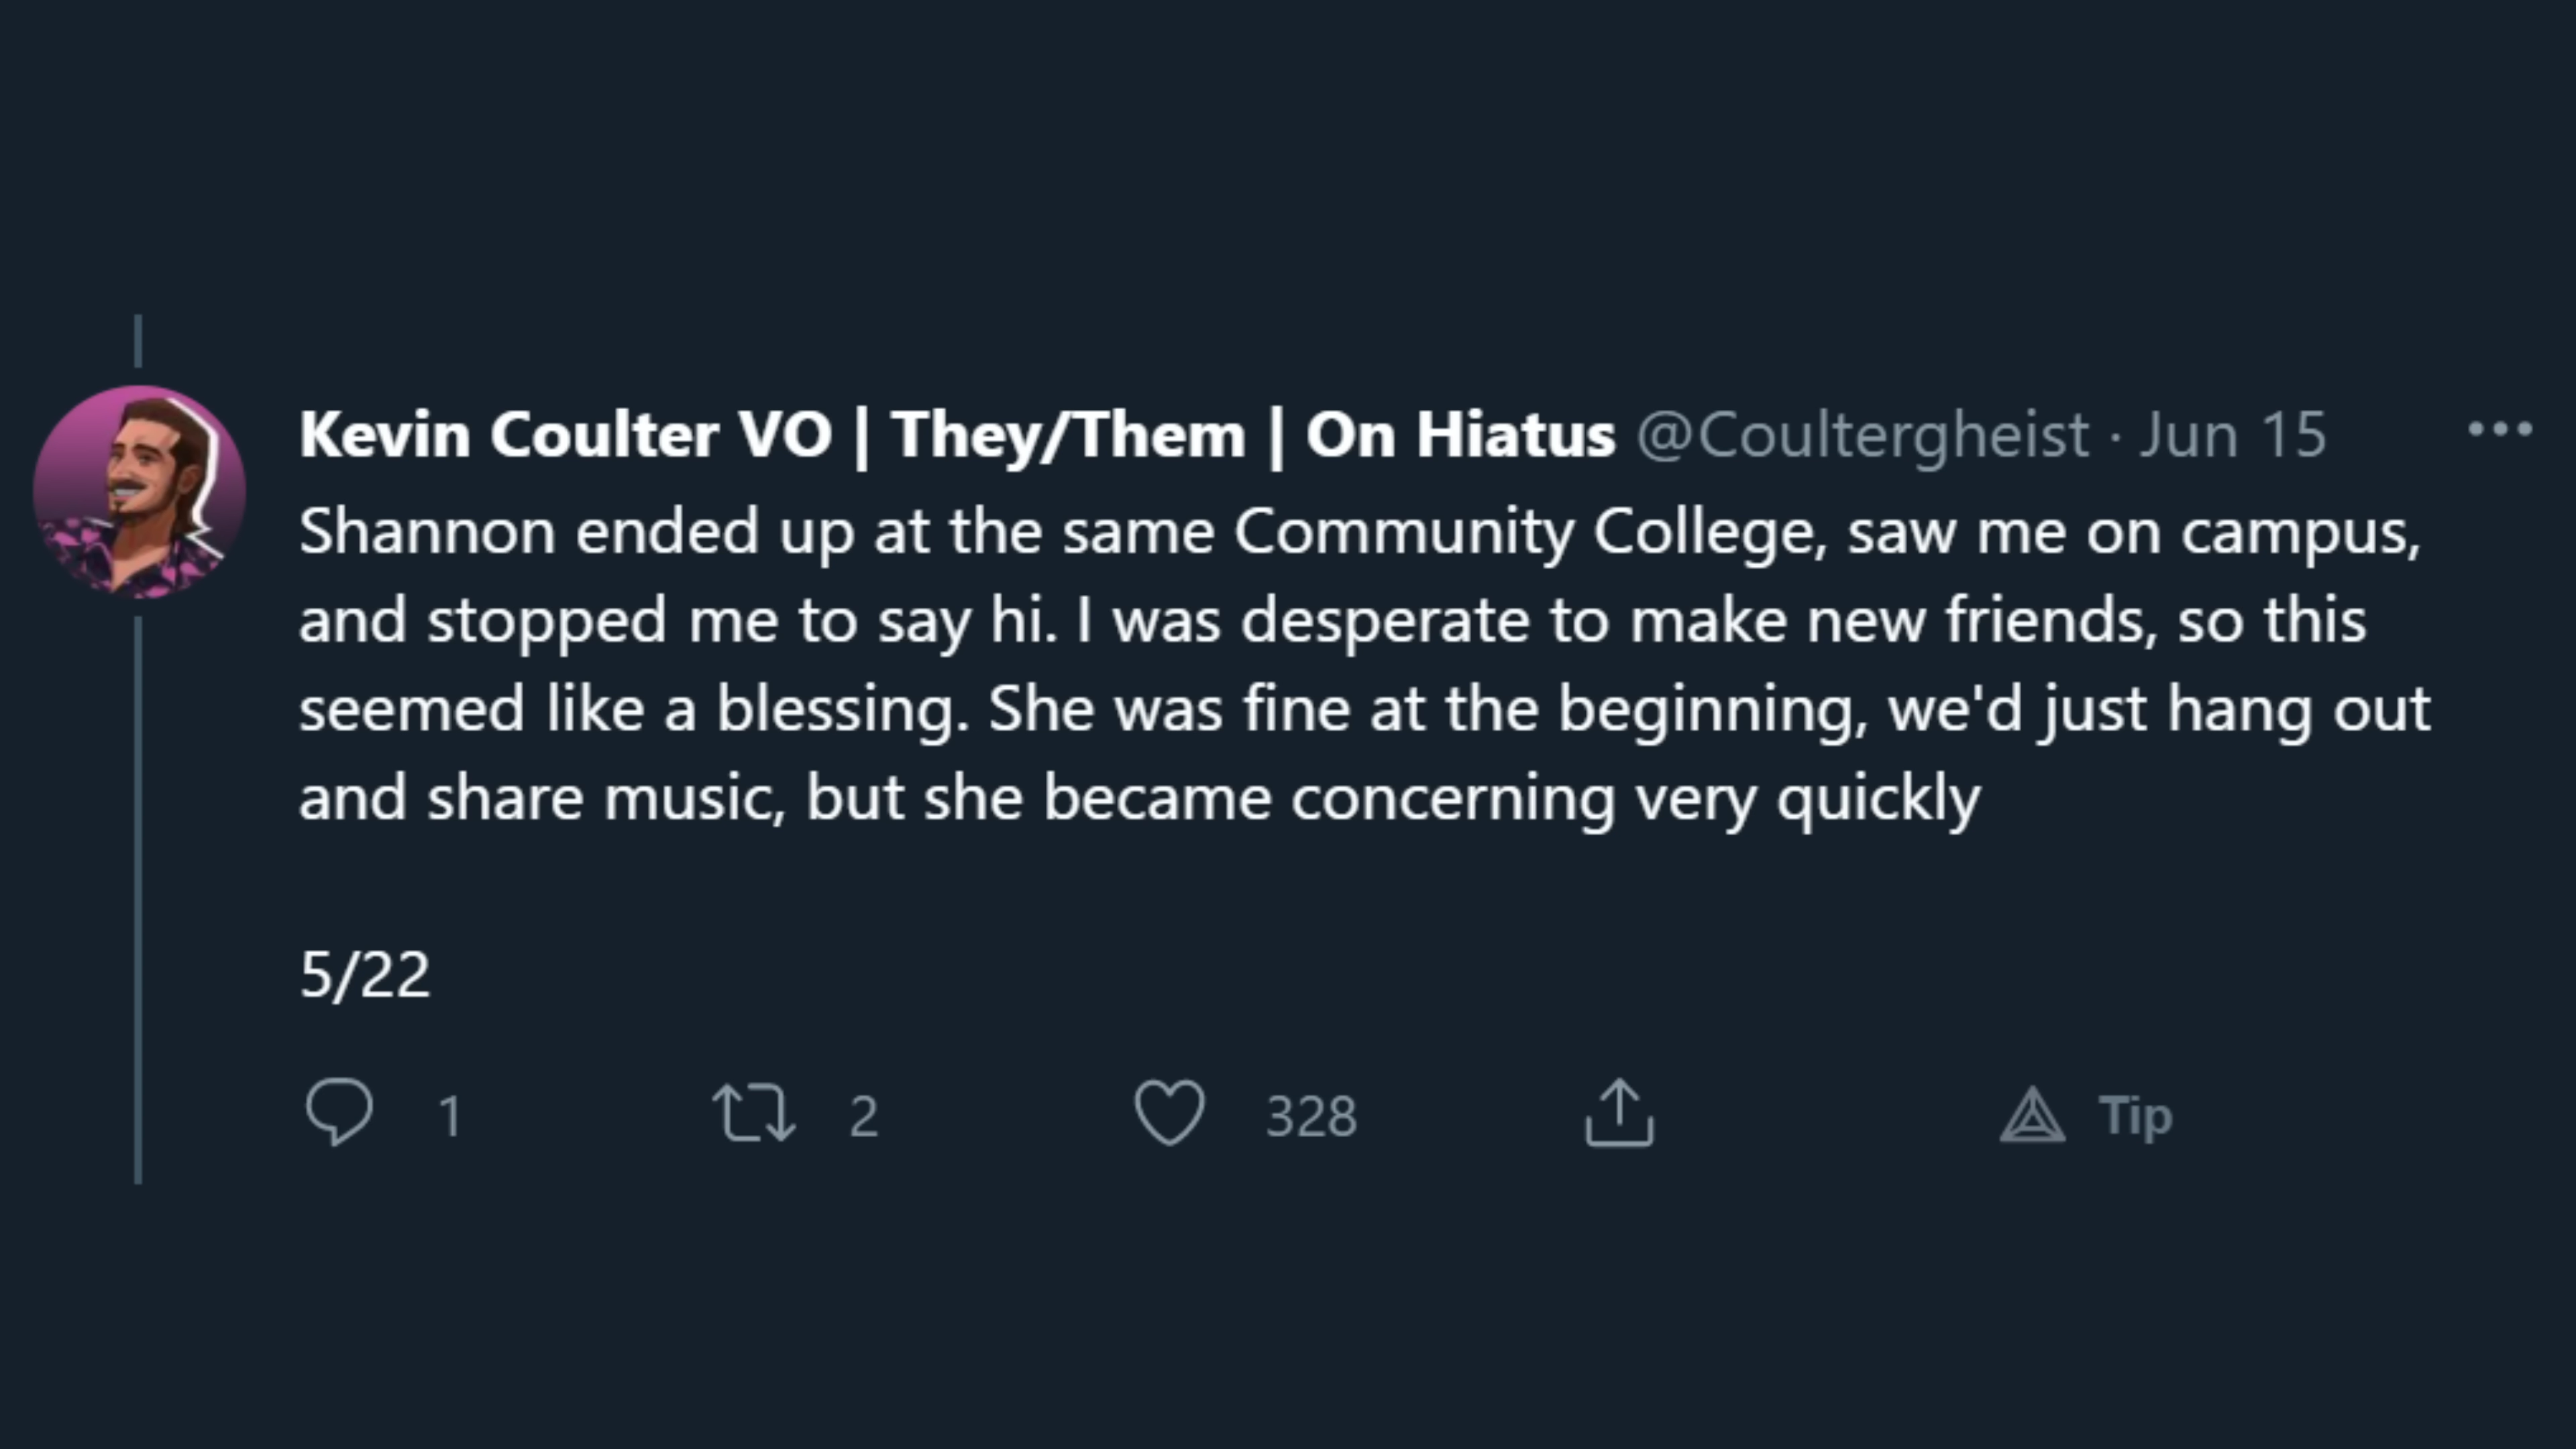 Kevin Coulter VO | They/Them | On Hiatus @Coultergheist · Jun 15
Shannon ended up at the same Community College, saw me on campus,
and stopped me to say hi. I was desperate to make new friends, so this
seemed like a blessing. She was fine at the beginning, we'd just hang out
and share music, but she became concerning very quickly
5/22
1 2 328 Tip